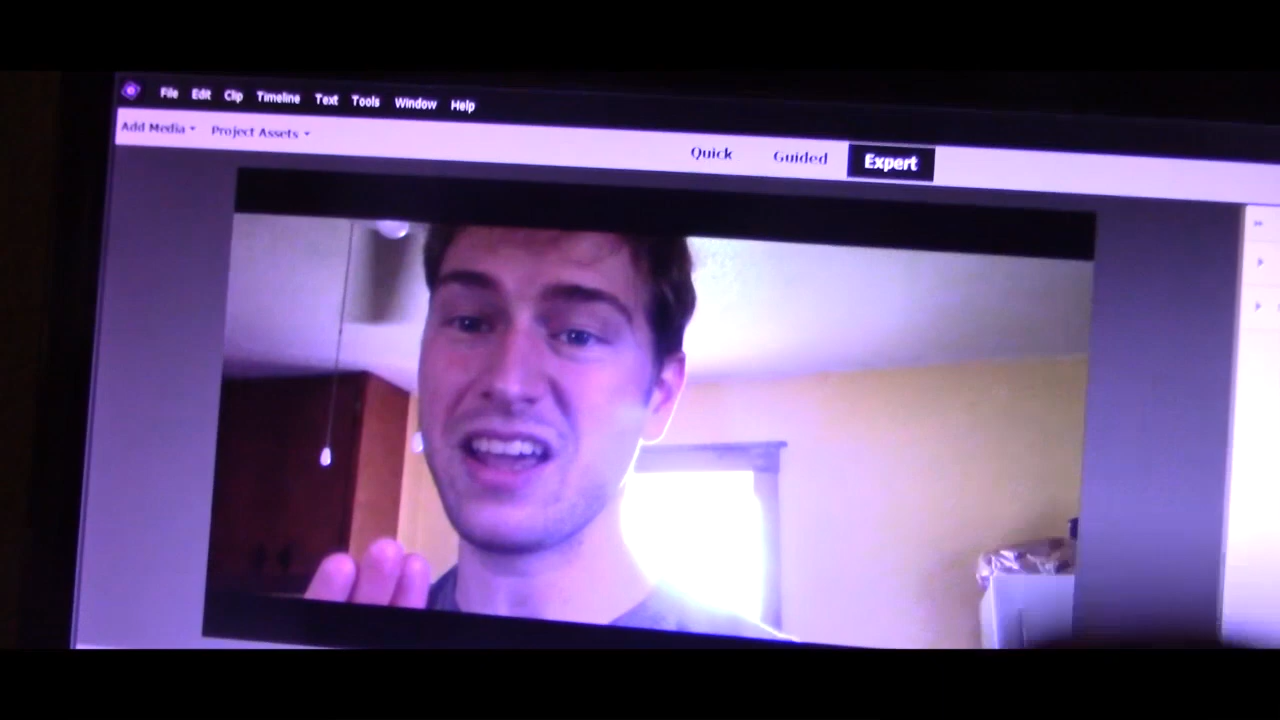 File Edit Clip Timeline Text Tools Window Help
Add Media Project Assets
Quick Guided Expert